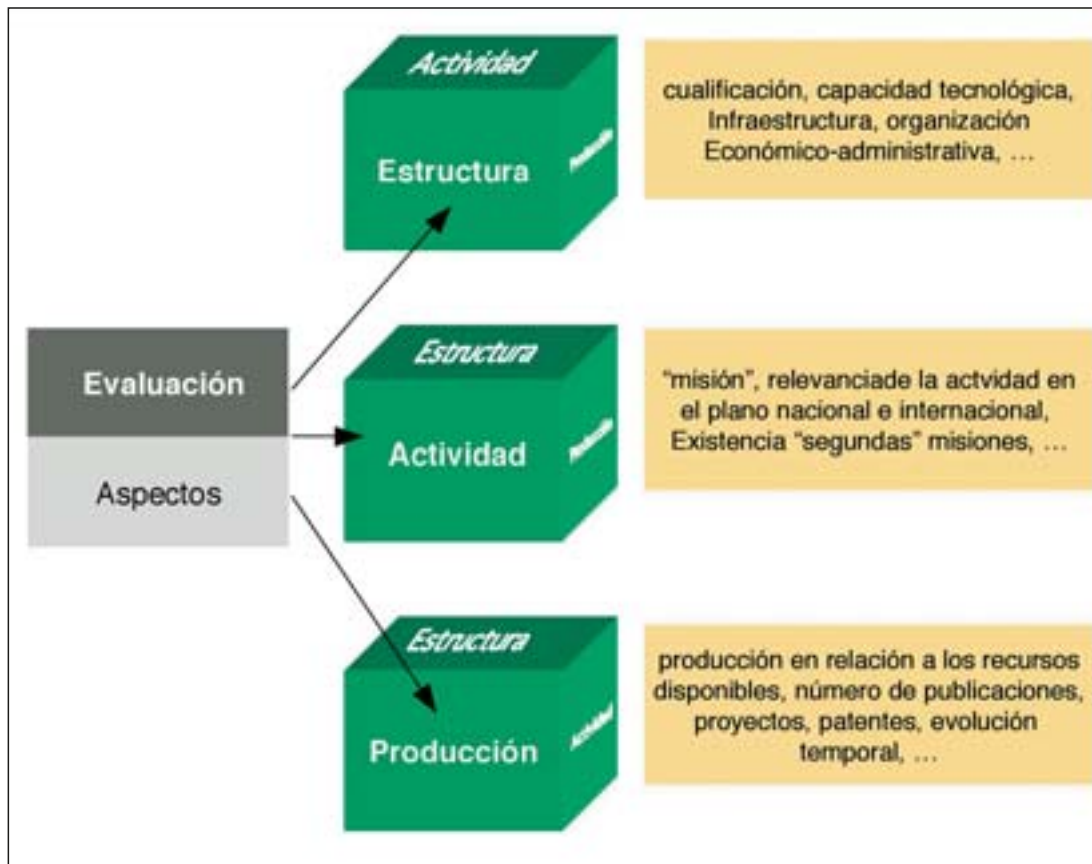 Actividad
Estructura
Producción
cualificación, capacidad tecnológica,
Infraestructura, organización
Económico-administrativa, …
Evaluación
Aspectos
Estructura
Actividad
Producción
“misión”, relevanciade la actvidad en
el plano nacional e internacional,
Existencia “segundas” misiones, …
Estructura
Producción
Actividad
producción en relación a los recursos
disponibles, número de publicaciones,
proyectos, patentes, evolución
temporal, …